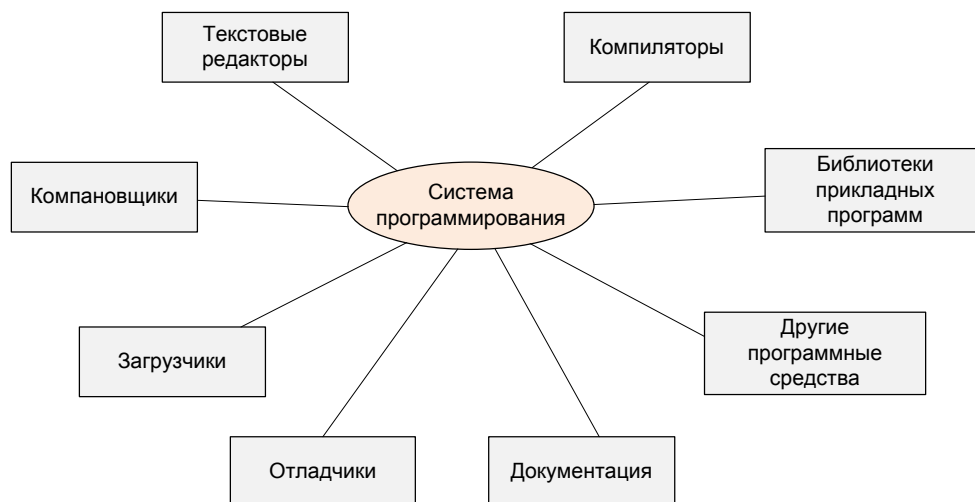 Текстовые
редакторы
Компиляторы
Компановщики
Система
программирования
Библиотеки
прикладных
программ
Загрузчики
Другие
программные
средства
Отладчики
Документация